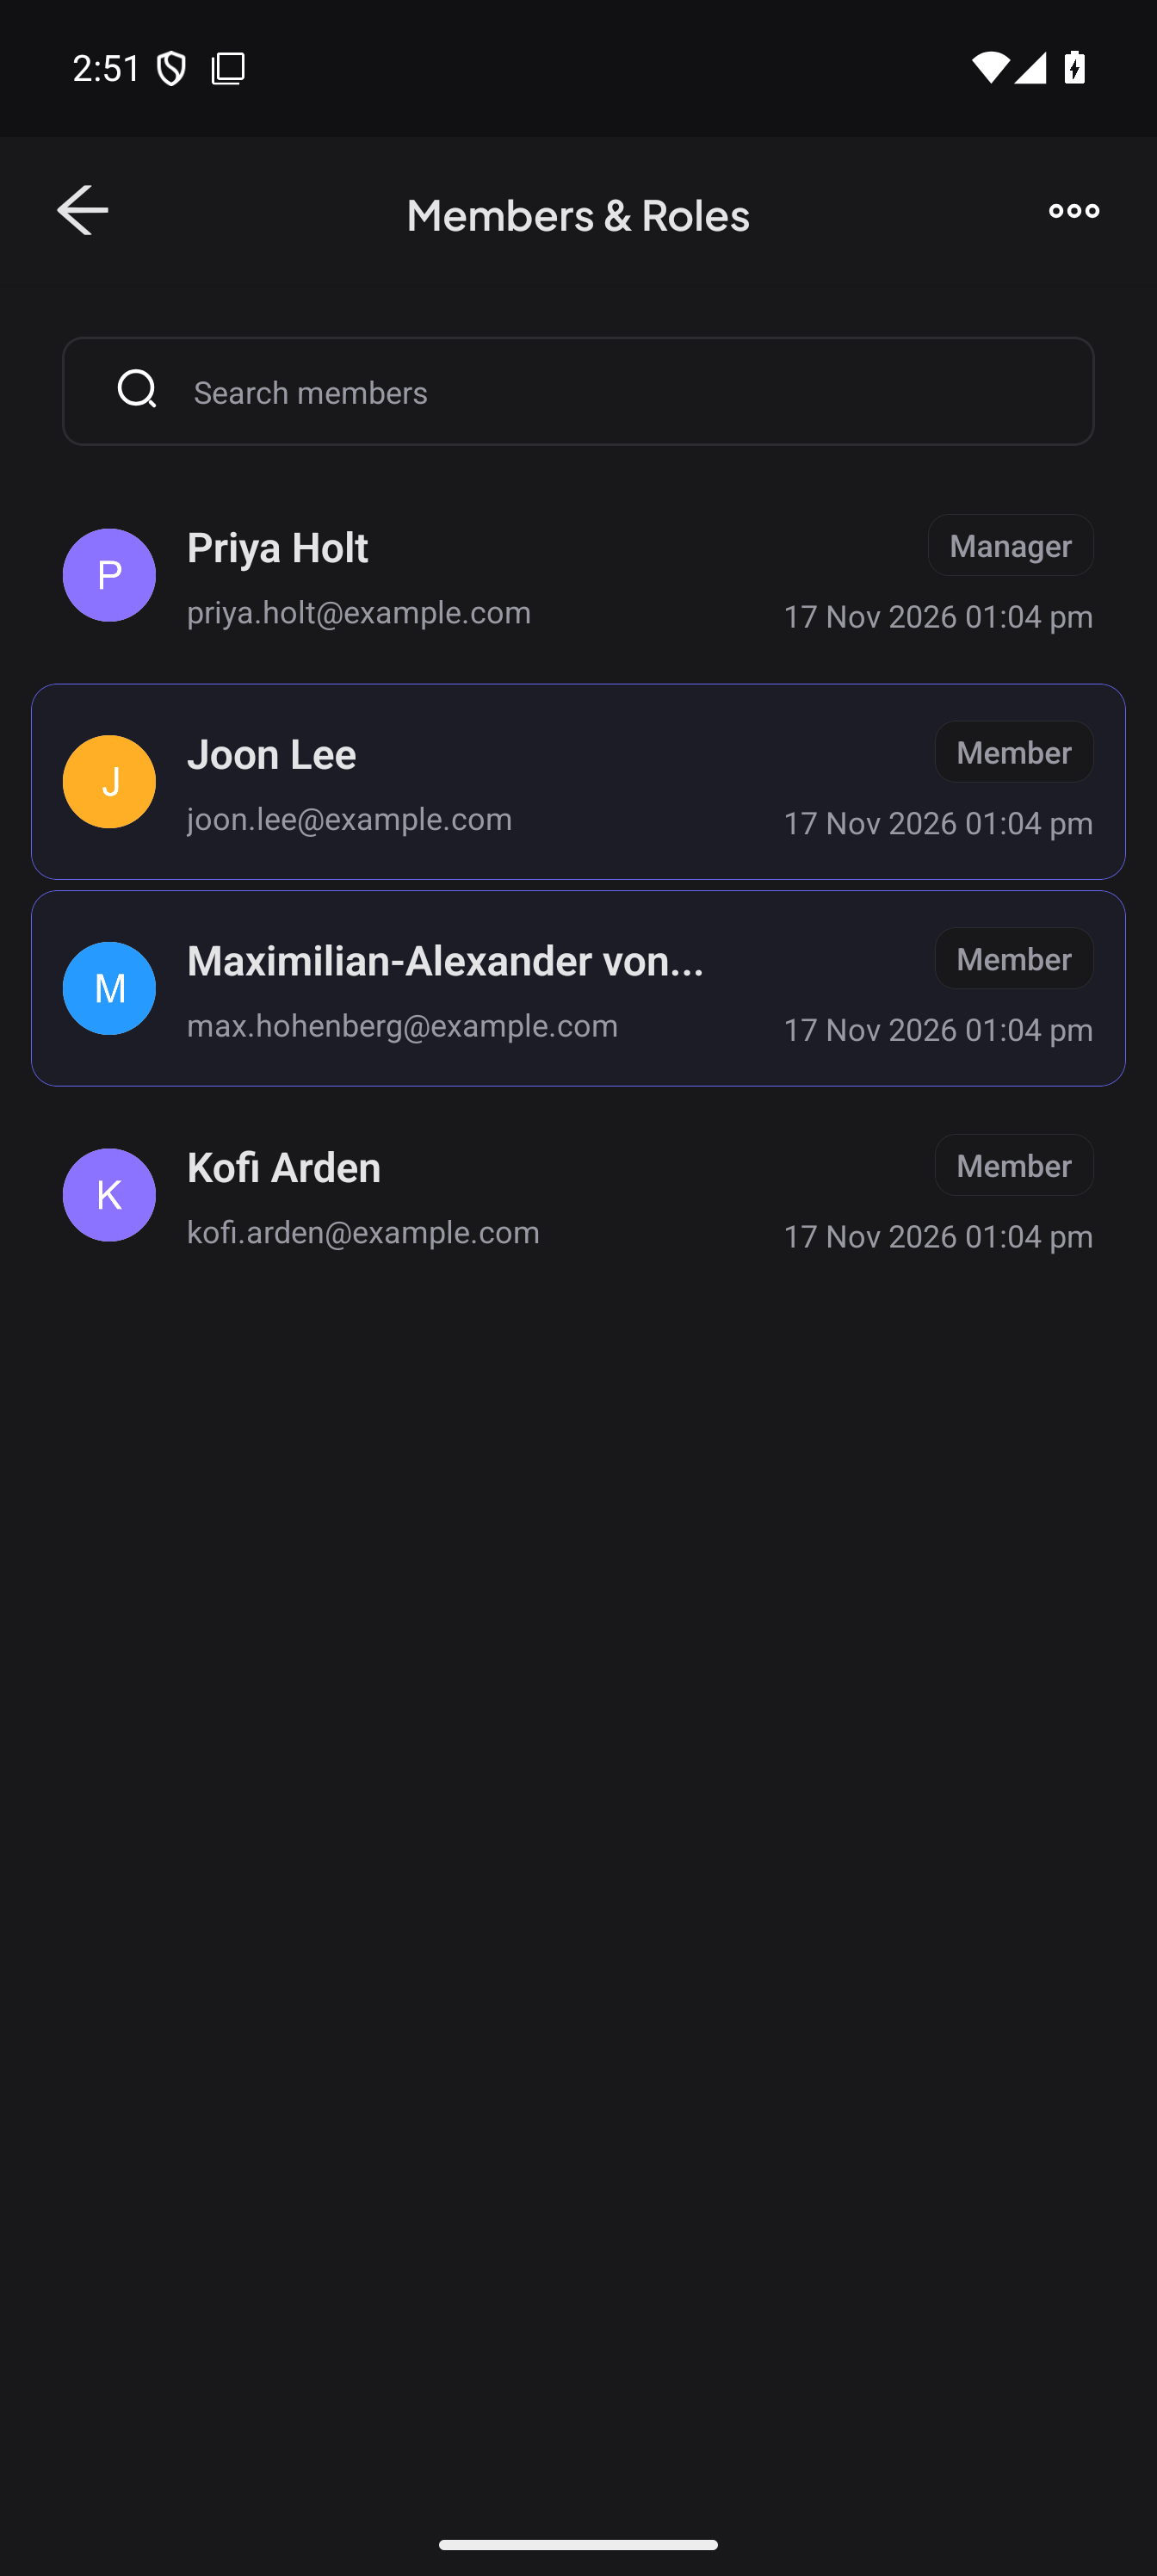 2:51
Members & Roles
Search members
P
Priya Holt
Manager
priya.holt@example.com
17 Nov 2026 01:04 pm
J
Joon Lee
Member
joon.lee@example.com
17 Nov 2026 01:04 pm
M
Maximilian-Alexander von...
Member
max.hohenberg@example.com
17 Nov 2026 01:04 pm
K
Kofi Arden
Member
kofi.arden@example.com
17 Nov 2026 01:04 pm